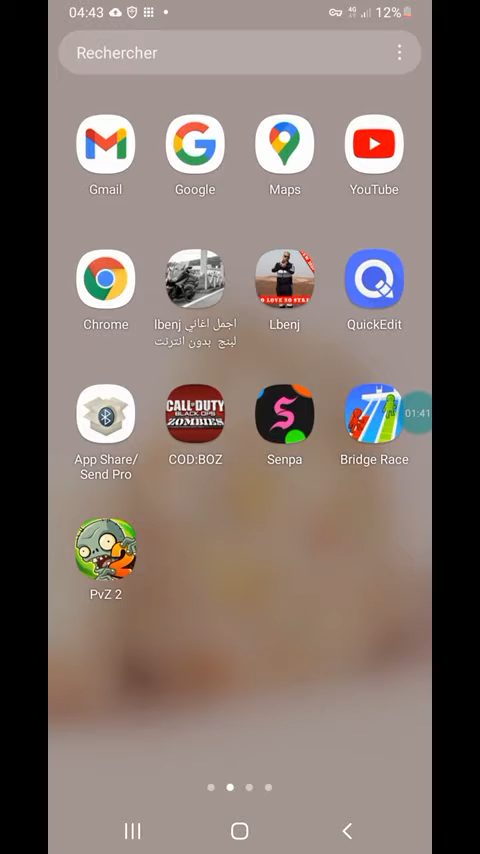 04:43
4G
12%
Rechercher
Gmail
Google
Maps
YouTube
Chrome
اجمل اغاني lbenj
لبنج بدون انترنت
Lbenj
QuickEdit
App Share/
Send Pro
CALL OF DUTY
BLACK OPS
ZOMBIES
COD:BOZ
Senpa
Bridge Race
01:41
PvZ 2